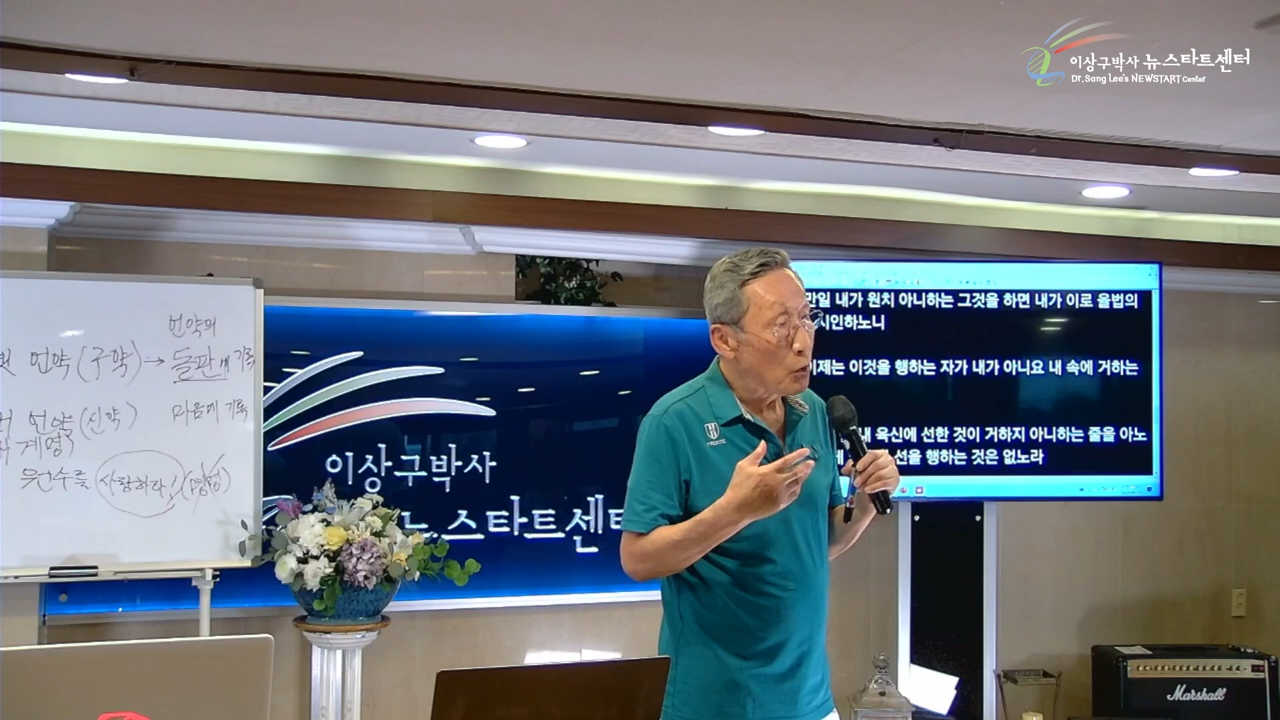 이상구박사 뉴스타트센터
Dr. Sang Lee's NEWSTART Center
언약의
언약 (구약) → 돌판에 기록
언약 (신약) 마음에 기록
계명)
원수를 사랑하라! (명령)
이상구박사
뉴스타트센터
만일 내가 원치 아니하는 그것을 하면 내가 이로 율법의
시인하노니
이제는 이것을 행하는 자가 내가 아니요 내 속에 거하는
내 육신에 선한 것이 거하지 아니하는 줄을 아노
선을 행하는 것은 없노라
Marshall